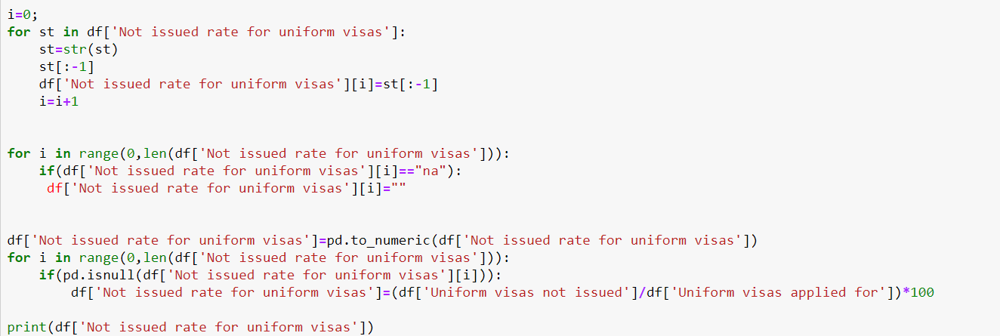 i=0;
for st in df['Not issued rate for uniform visas']:
    st=str(st)
    st[:-1]
    df['Not issued rate for uniform visas'][i]=st[:-1]
    i=i+1
for i in range(0,len(df['Not issued rate for uniform visas'])):
    if(df['Not issued rate for uniform visas'][i]=="na"):
     df['Not issued rate for uniform visas'][i]=""
df['Not issued rate for uniform visas']=pd.to_numeric(df['Not issued rate for uniform visas'])
for i in range(0,len(df['Not issued rate for uniform visas'])):
    if(pd.isnull(df['Not issued rate for uniform visas'][i])):
        df['Not issued rate for uniform visas']=(df['Uniform visas not issued']/df['Uniform visas applied for'])*100
print(df['Not issued rate for uniform visas'])